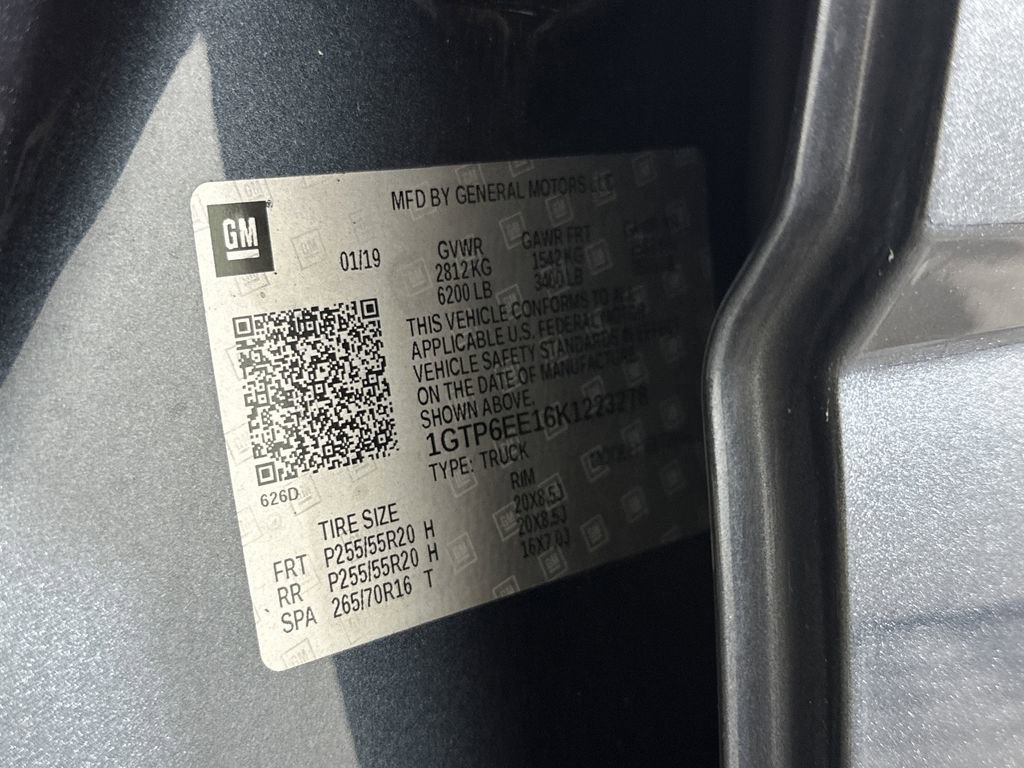 MFD BY GENERAL MOTORS LLC
GM
01/19
GVWR
2812 KG
6200 LB
GAWR FRT
1542 KG
3400 LB
THIS VEHICLE CONFORMS TO ALL
APPLICABLE U.S. FEDERAL MOTOR
VEHICLE SAFETY STANDARDS IN EFFECT
ON THE DATE OF MANUFACTURE
SHOWN ABOVE.
1GTP6EE16K1223278
TYPE: TRUCK
626D
TIRE SIZE RIM
FRT P255/55R20 H 20X8.5J
RR P255/55R20 H 20X8.5J
SPA 265/70R16 T 16X7.0J